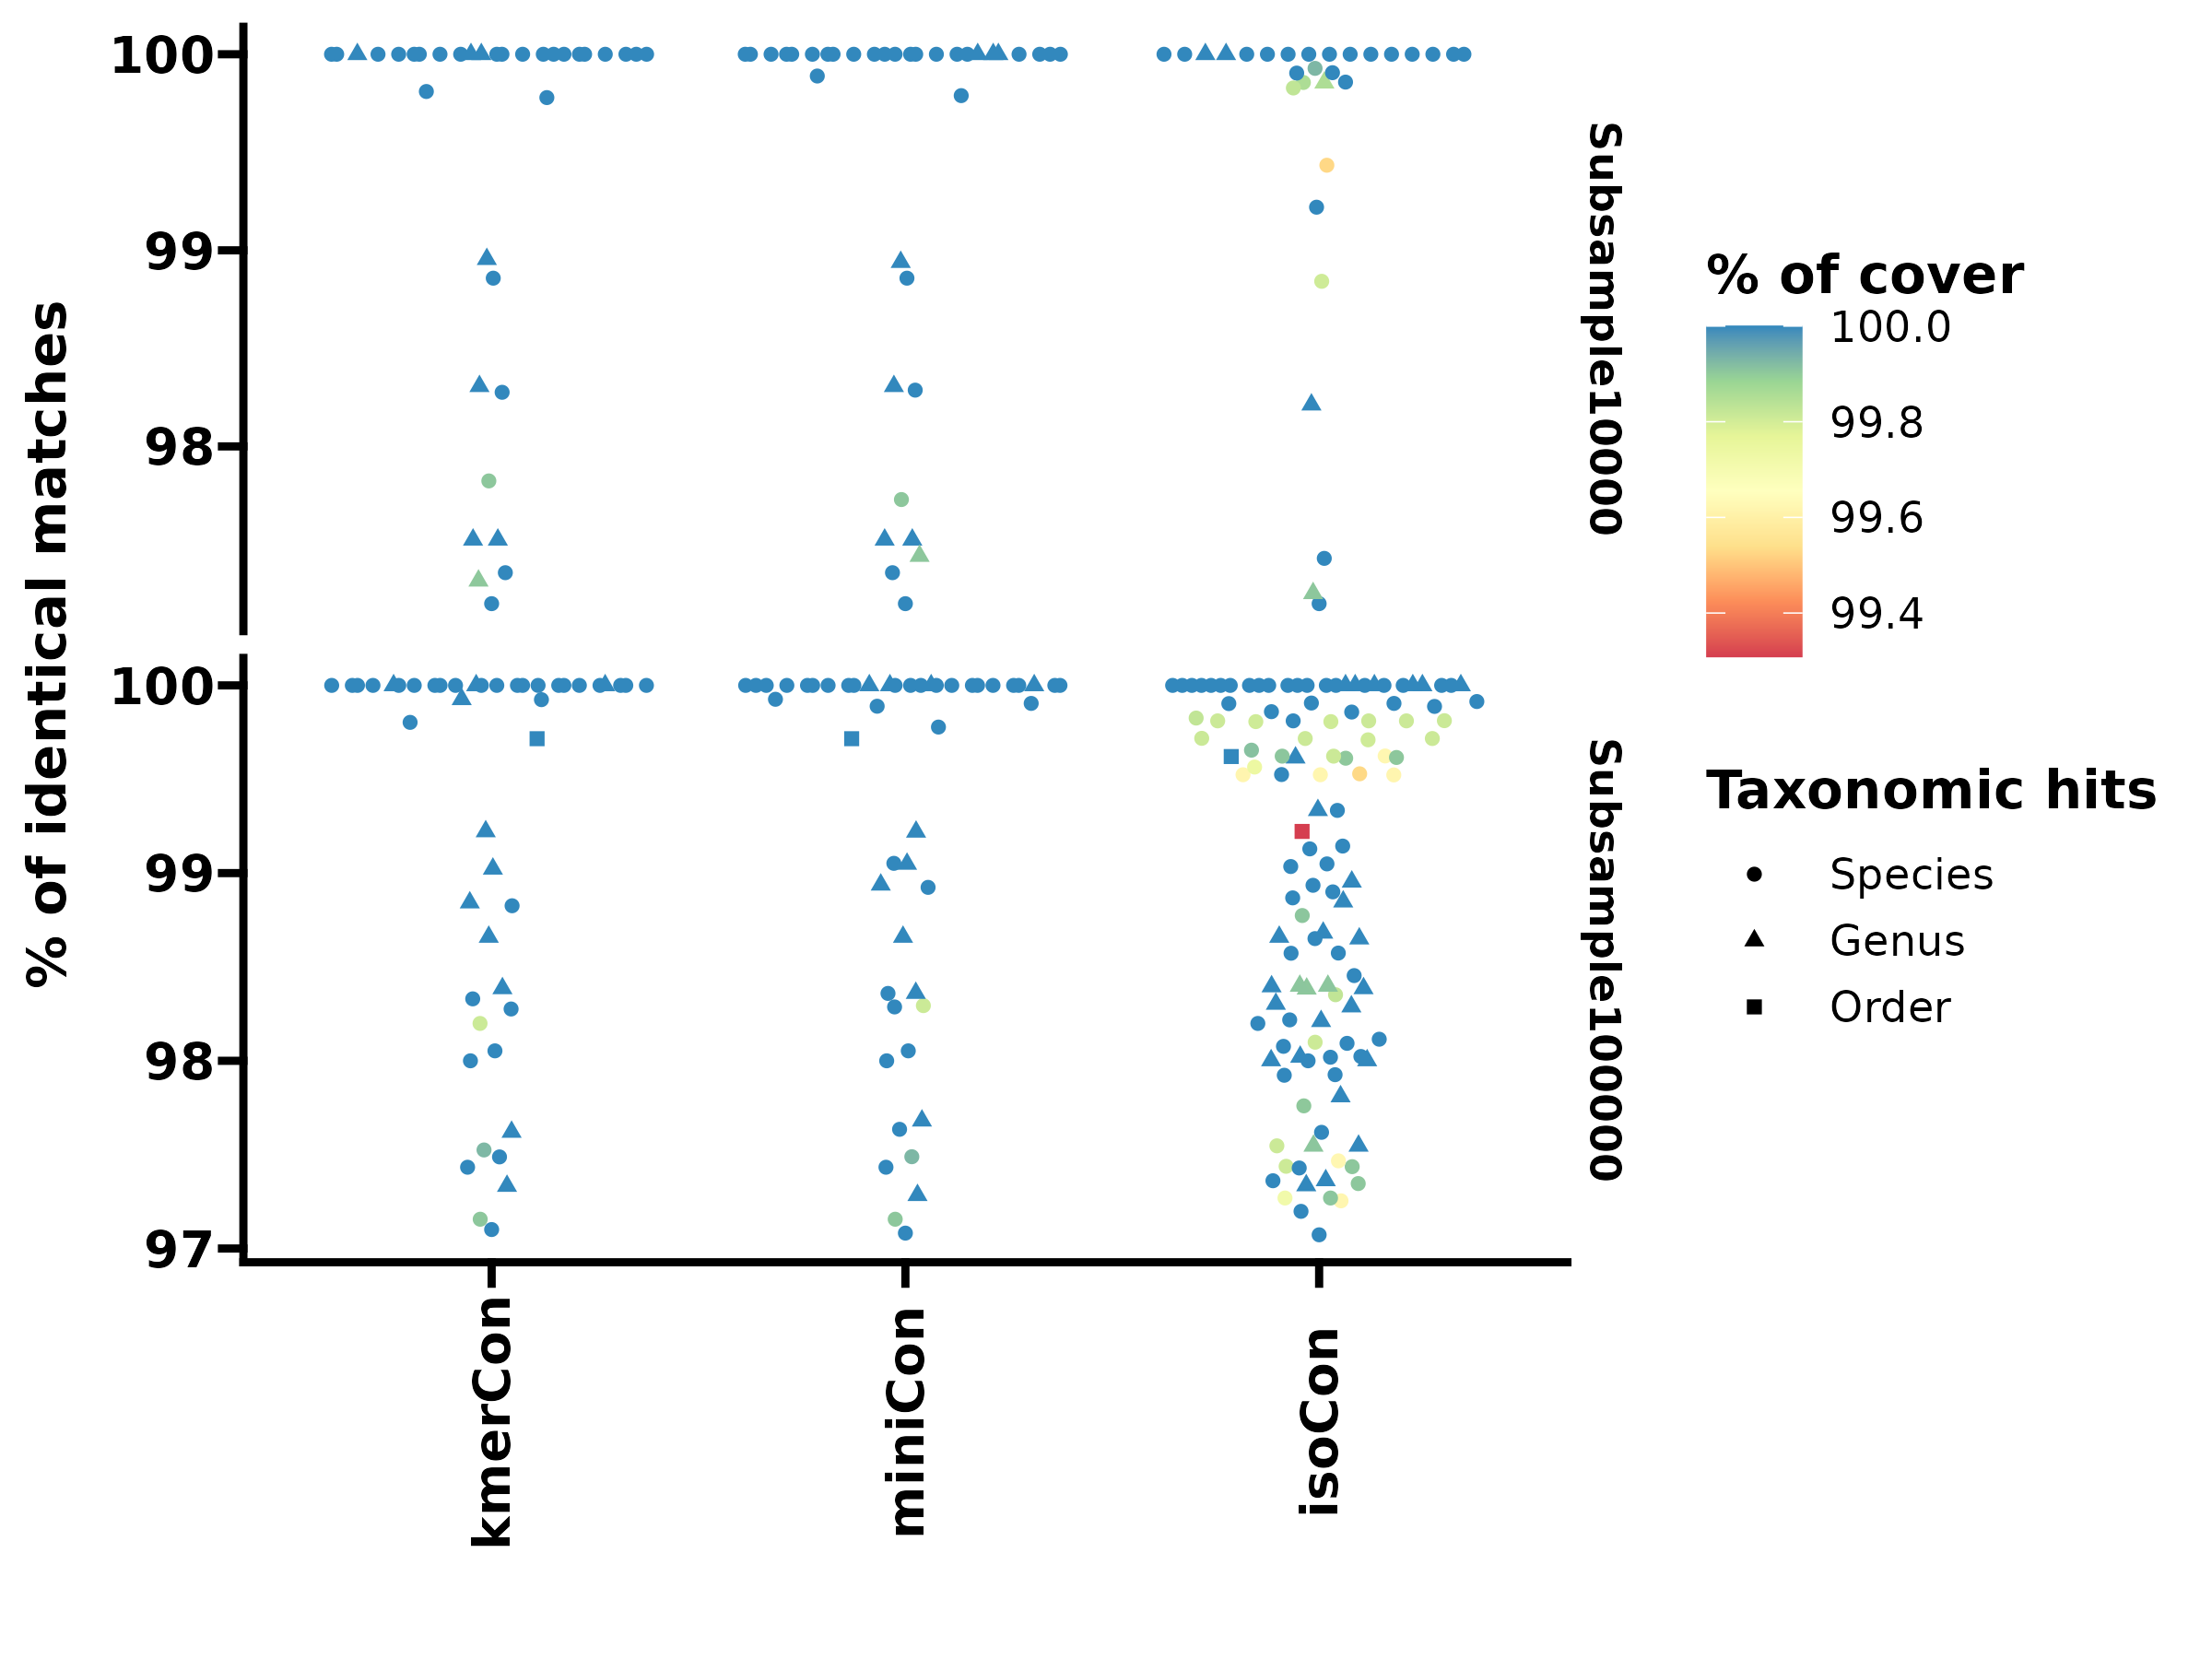 % of identical matches
100
99
98
Subsample10000
100
99
98
97
Subsample100000
kmerCon
miniCon
isoCon
% of cover
100.0
99.8
99.6
99.4
Taxonomic hits
Species
Genus
Order